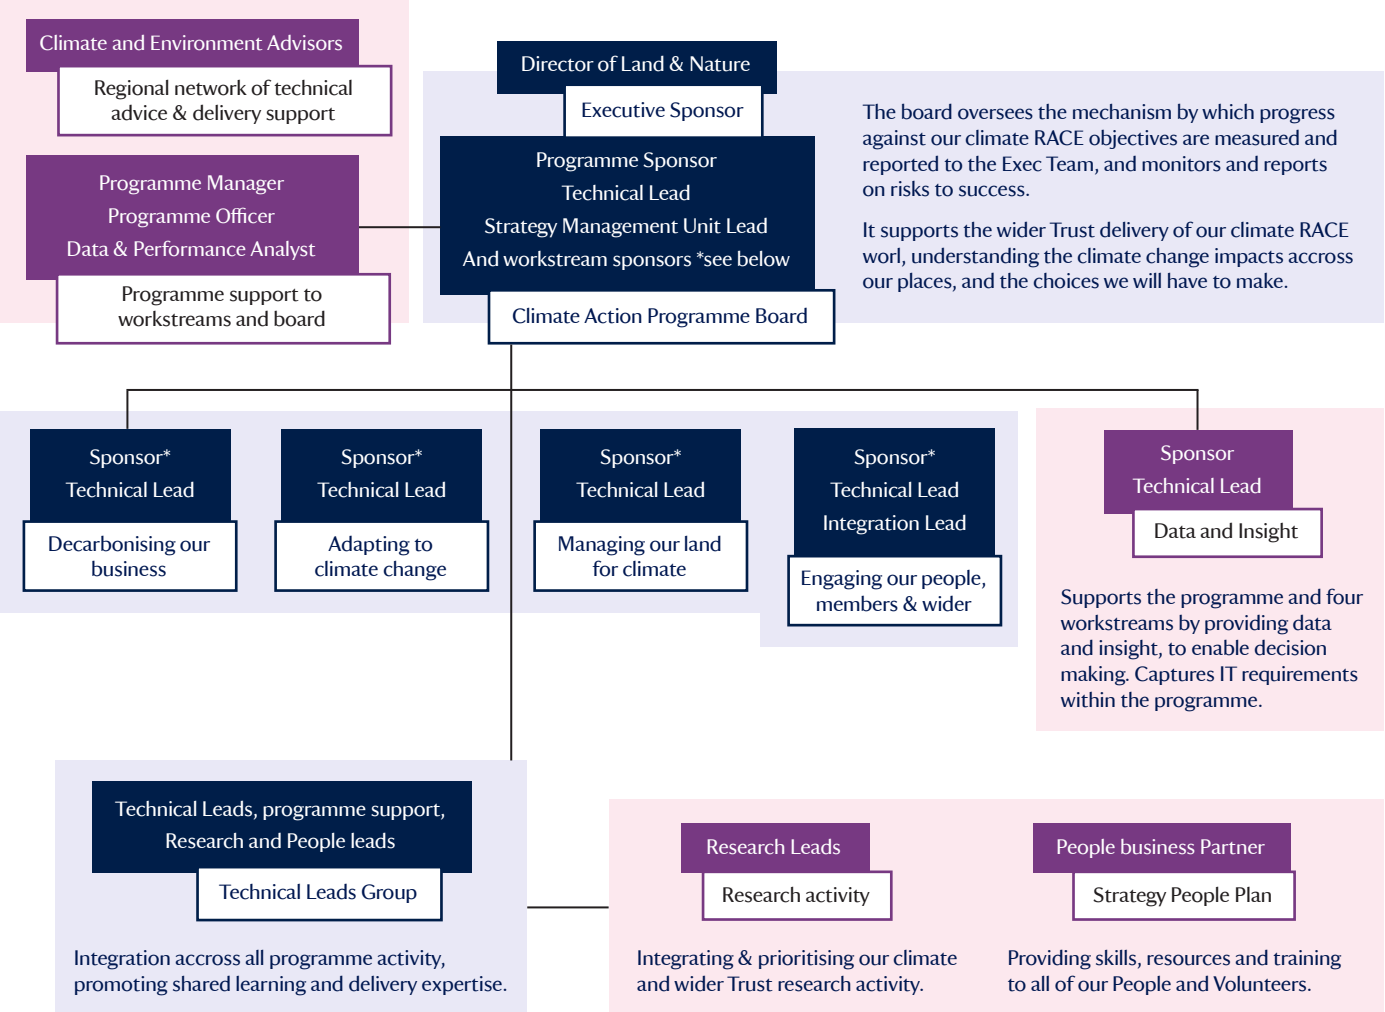 Climate and Environment Advisors
Regional network of technical
advice & delivery support
Programme Manager
Programme Officer
Data & Performance Analyst
Programme support to
workstreams and board
Director of Land & Nature
Executive Sponsor
Programme Sponsor
Technical Lead
Strategy Management Unit Lead
And workstream sponsors *see below
Climate Action Programme Board
The board oversees the mechanism by which progress
against our climate RACE objectives are measured and
reported to the Exec Team, and monitors and reports
on risks to success.
It supports the wider Trust delivery of our climate RACE
worl, understanding the climate change impacts accross
our places, and the choices we will have to make.
Sponsor*
Technical Lead
Decarbonising our
business
Sponsor*
Technical Lead
Adapting to
climate change
Sponsor*
Technical Lead
Managing our land
for climate
Sponsor*
Technical Lead
Integration Lead
Engaging our people,
members & wider
Sponsor
Technical Lead
Data and Insight
Supports the programme and four
workstreams by providing data
and insight, to enable decision
making. Captures IT requirements
within the programme.
Technical Leads, programme support,
Research and People leads
Technical Leads Group
Integration accross all programme activity,
promoting shared learning and delivery expertise.
Research Leads
Research activity
Integrating & prioritising our climate
and wider Trust research activity.
People business Partner
Strategy People Plan
Providing skills, resources and training
to all of our People and Volunteers.